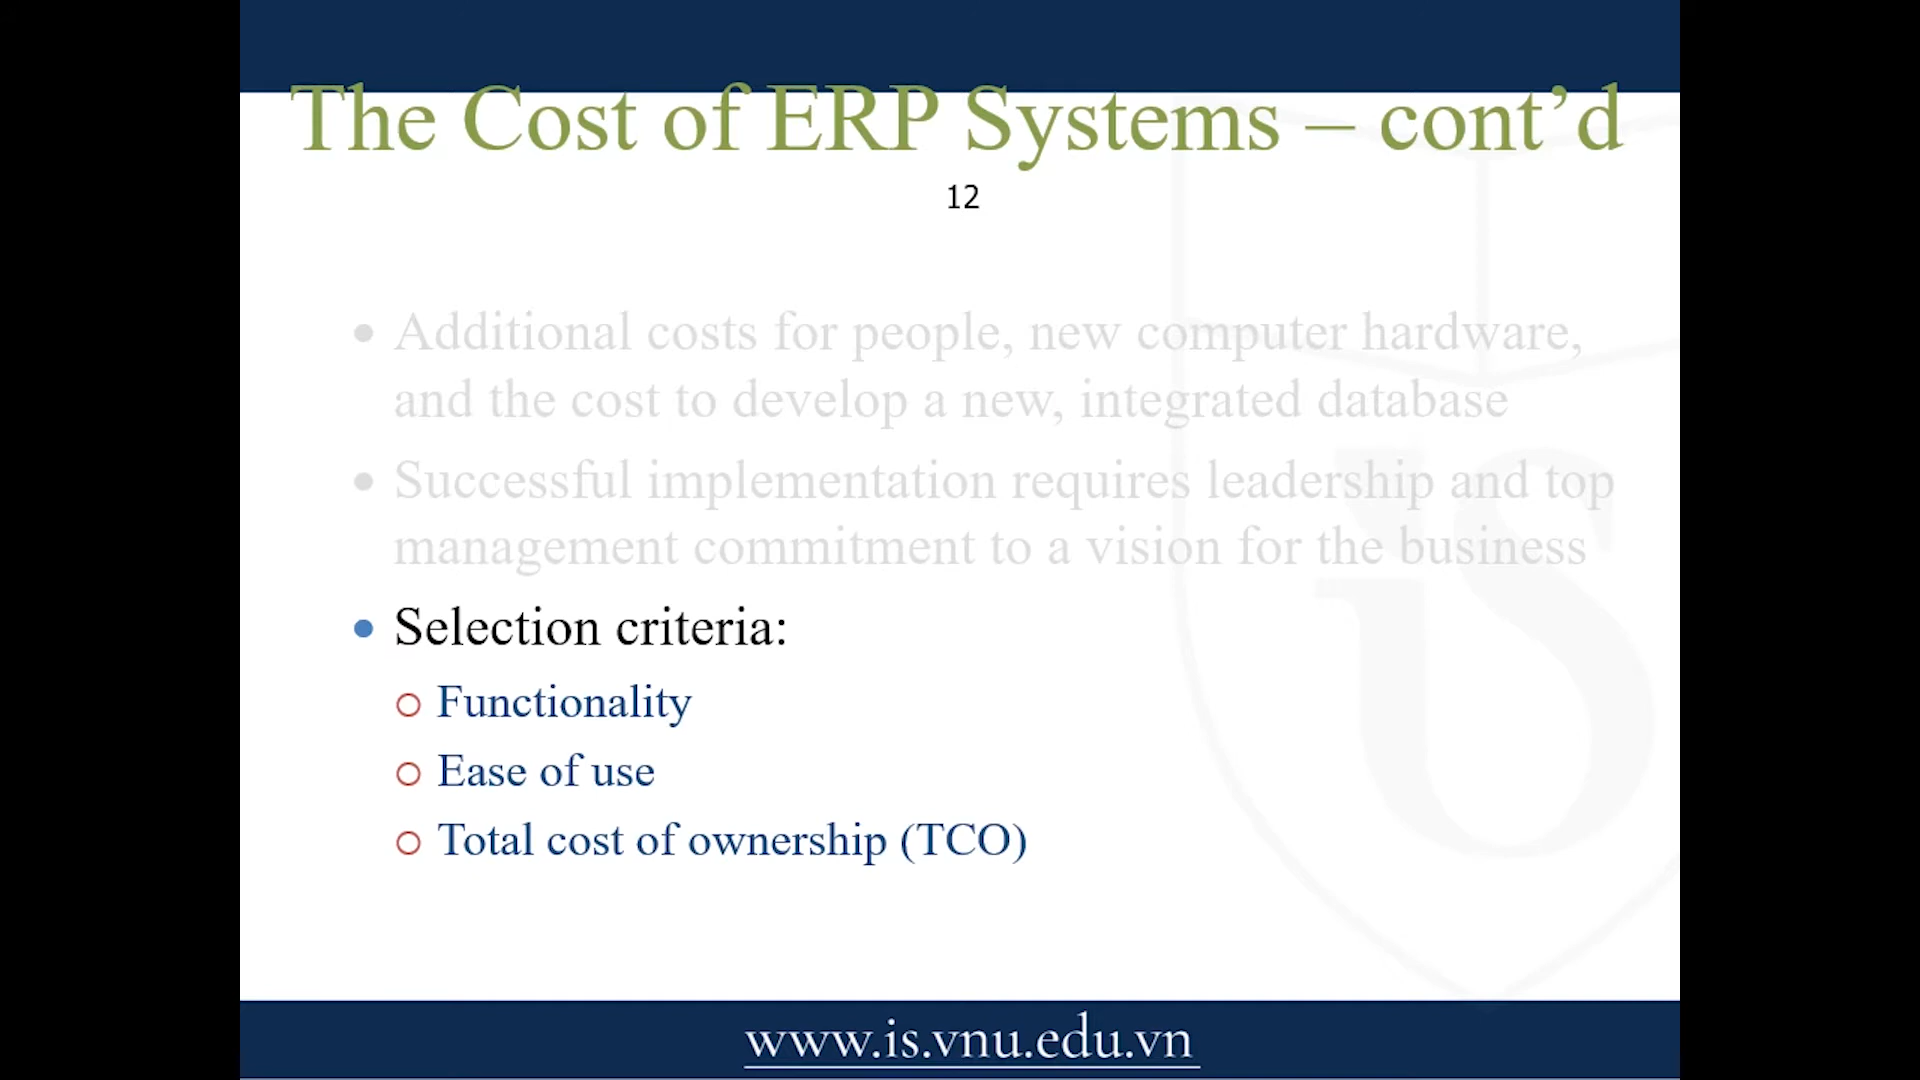 The Cost of ERP Systems – cont’d
12
• Additional costs for people, new computer hardware,
and the cost to develop a new, integrated database
• Successful implementation requires leadership and top
management commitment to a vision for the business
• Selection criteria:
○ Functionality
○ Ease of use
○ Total cost of ownership (TCO)
www.is.vnu.edu.vn